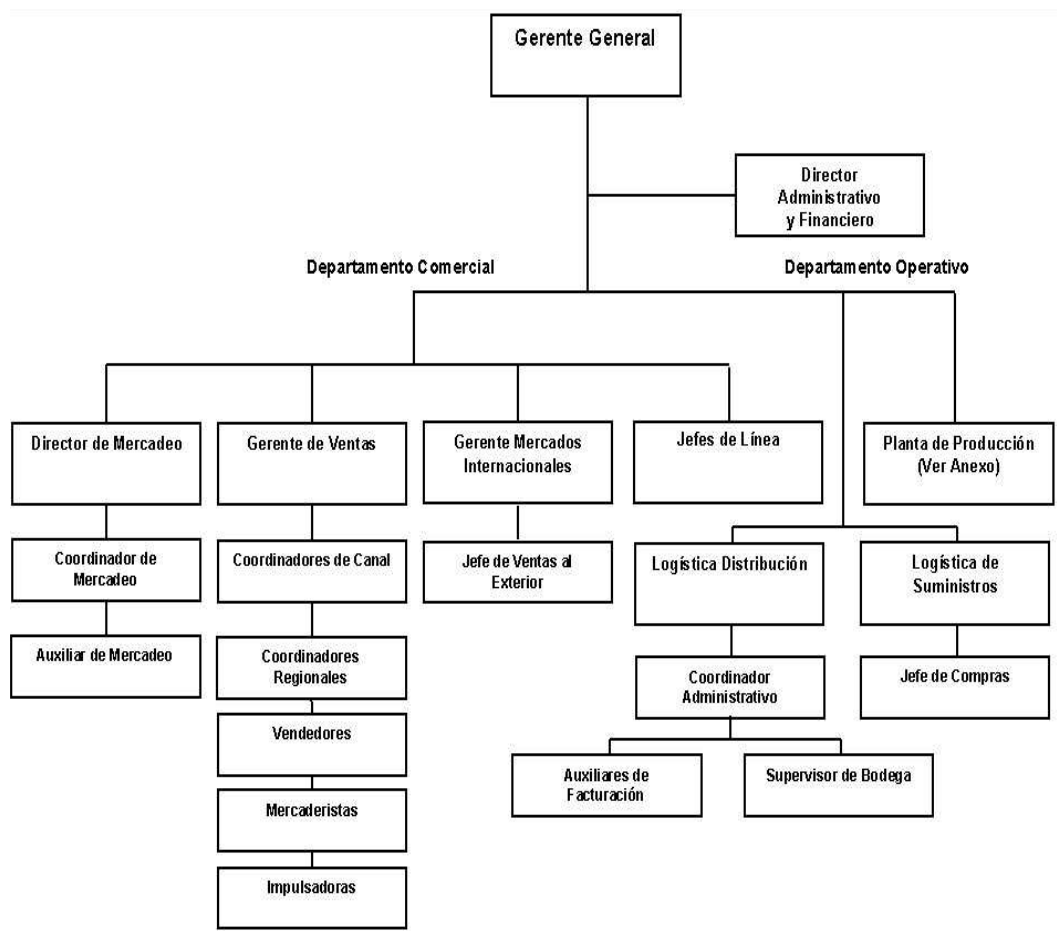 Gerente General
Director
Administrativo
y Financiero
Departamento Comercial
Departamento Operativo
Director de Mercadeo
Gerente de Ventas
Gerente Mercados
Internacionales
Jefes de Línea
Planta de Producción
(Ver Anexo)
Coordinador de
Mercadeo
Coordinadores de Canal
Jefe de Ventas al
Exterior
Logística Distribución
Logística de
Suministros
Auxiliar de Mercadeo
Coordinadores
Regionales
Coordinador
Administrativo
Jefe de Compras
Vendedores
Auxiliares de
Facturación
Supervisor de Bodega
Mercaderistas
Impulsadoras